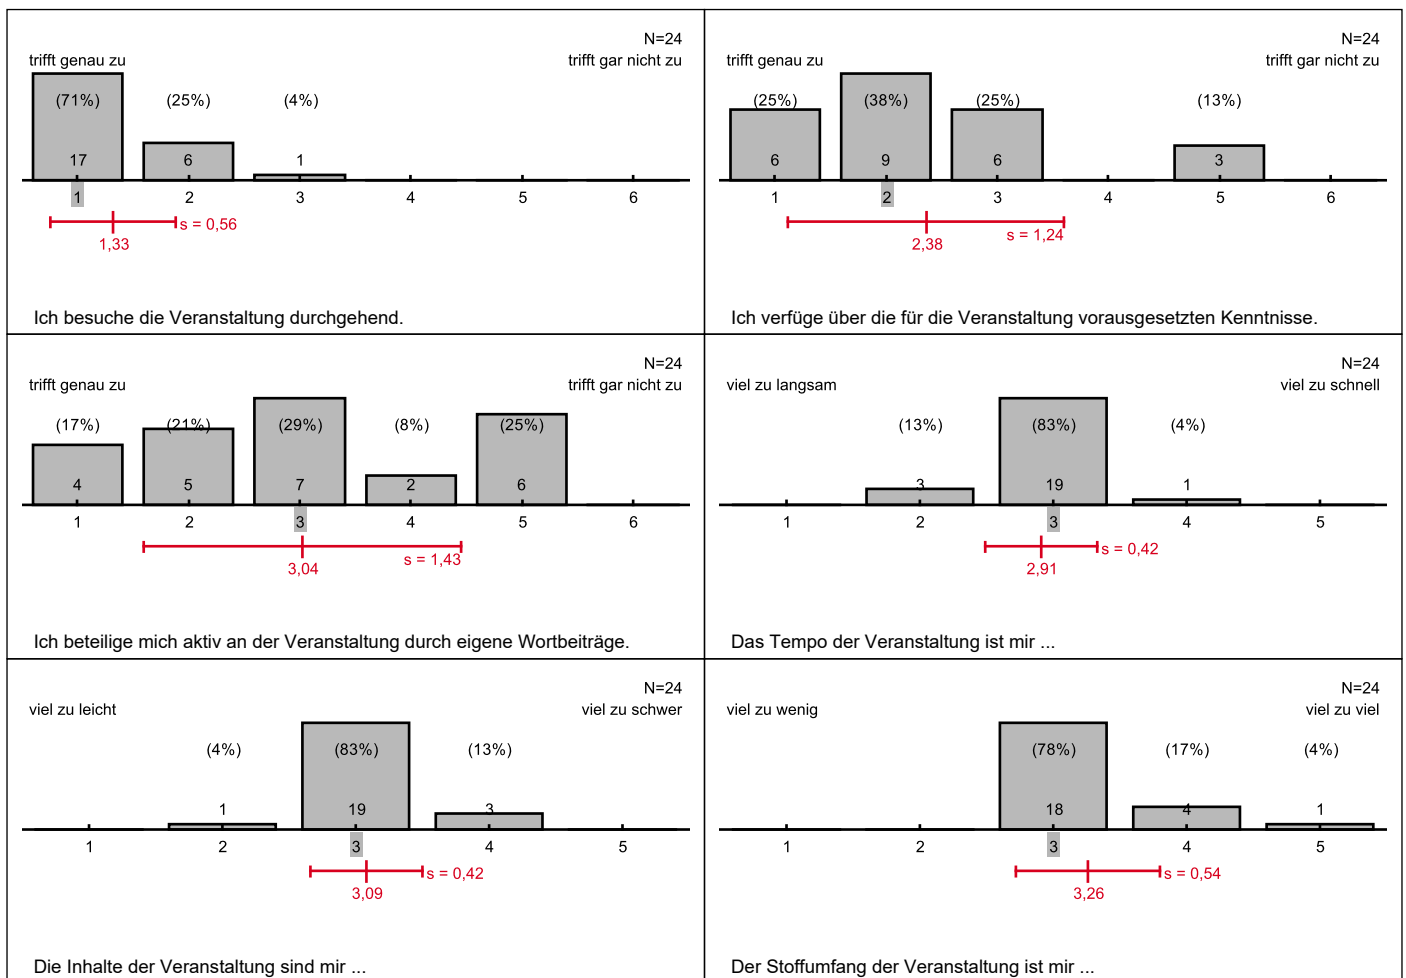 N=24
trifft genau zu trifft gar nicht zu
(71%) (25%) (4%)
17 6 1
1 2 3 4 5 6
s = 0,56
1,33
Ich besuche die Veranstaltung durchgehend.
N=24
trifft genau zu trifft gar nicht zu
(25%) (38%) (25%) (13%)
6 9 6 3
1 2 3 4 5 6
s = 1,24
2,38
Ich verfüge über die für die Veranstaltung vorausgesetzten Kenntnisse.
N=24
trifft genau zu trifft gar nicht zu
(17%) (21%) (29%) (8%) (25%)
4 5 7 2 6
1 2 3 4 5 6
s = 1,43
3,04
Ich beteilige mich aktiv an der Veranstaltung durch eigene Wortbeiträge.
N=24
viel zu langsam viel zu schnell
(13%) (83%) (4%)
3 19 1
1 2 3 4 5
s = 0,42
2,91
Das Tempo der Veranstaltung ist mir ...
N=24
viel zu leicht viel zu schwer
(4%) (83%) (13%)
1 19 3
1 2 3 4 5
s = 0,42
3,09
Die Inhalte der Veranstaltung sind mir ...
N=24
viel zu wenig viel zu viel
(78%) (17%) (4%)
18 4 1
1 2 3 4 5
s = 0,54
3,26
Der Stoffumfang der Veranstaltung ist mir ...